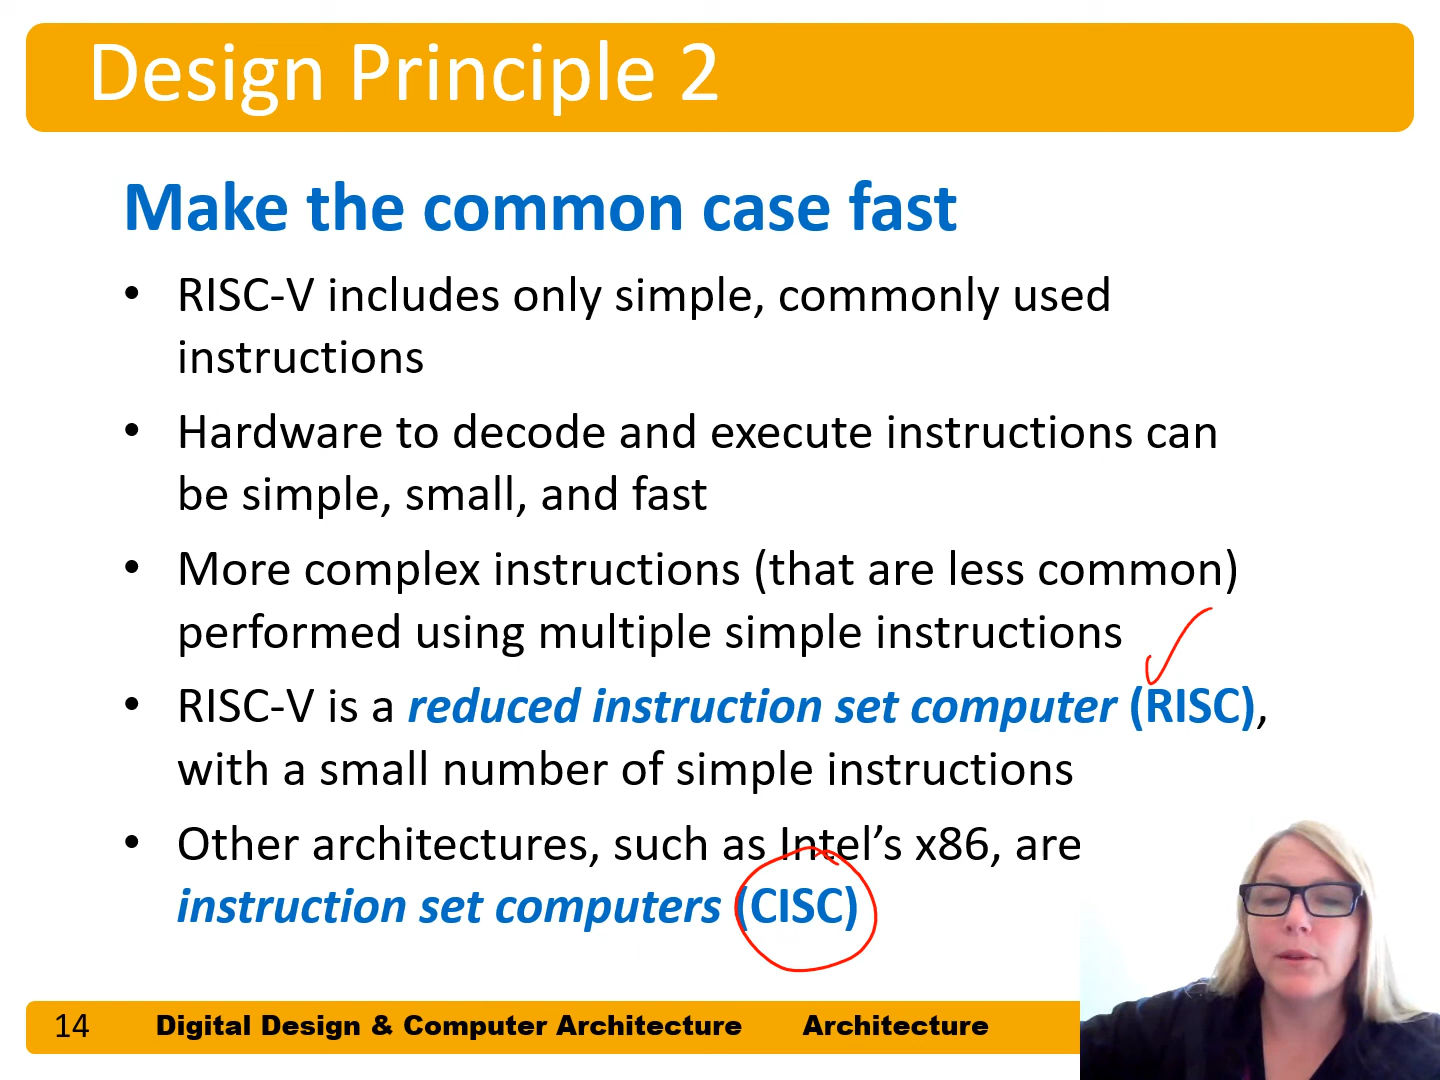 Design Principle 2
Make the common case fast
• RISC-V includes only simple, commonly used
instructions
• Hardware to decode and execute instructions can
be simple, small, and fast
• More complex instructions (that are less common)
performed using multiple simple instructions
• RISC-V is a reduced instruction set computer (RISC),
with a small number of simple instructions
• Other architectures, such as Intel’s x86, are
instruction set computers (CISC)
14 Digital Design & Computer Architecture Architecture